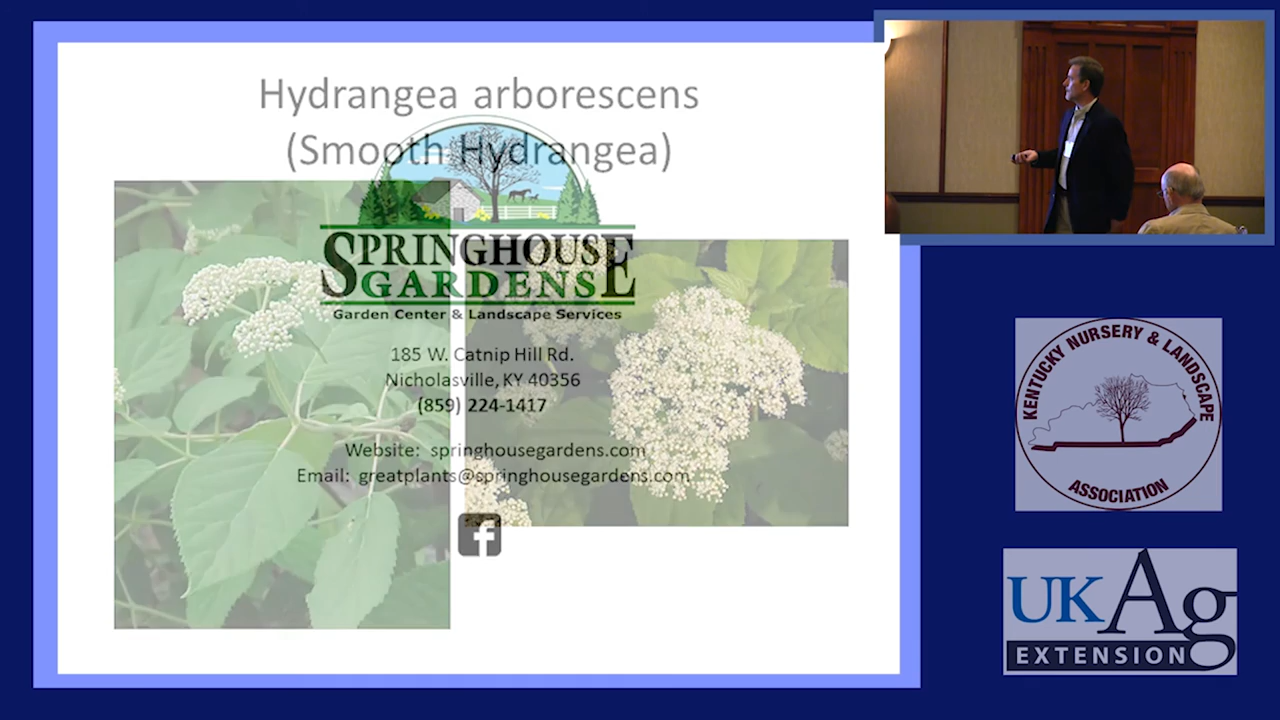 Hydrangea arborescens
(Smooth Hydrangea)
SPRINGHOUSE
GARDENS
Garden Center & Landscape Services
185 W. Catnip Hill Rd.
Nicholasville, KY 40356
(859) 224-1417
Website: springhousegardens.com
Email: greatplants@springhousegardens.com
f
KENTUCKY NURSERY & LANDSCAPE
ASSOCIATION
UKAg
EXTENSION